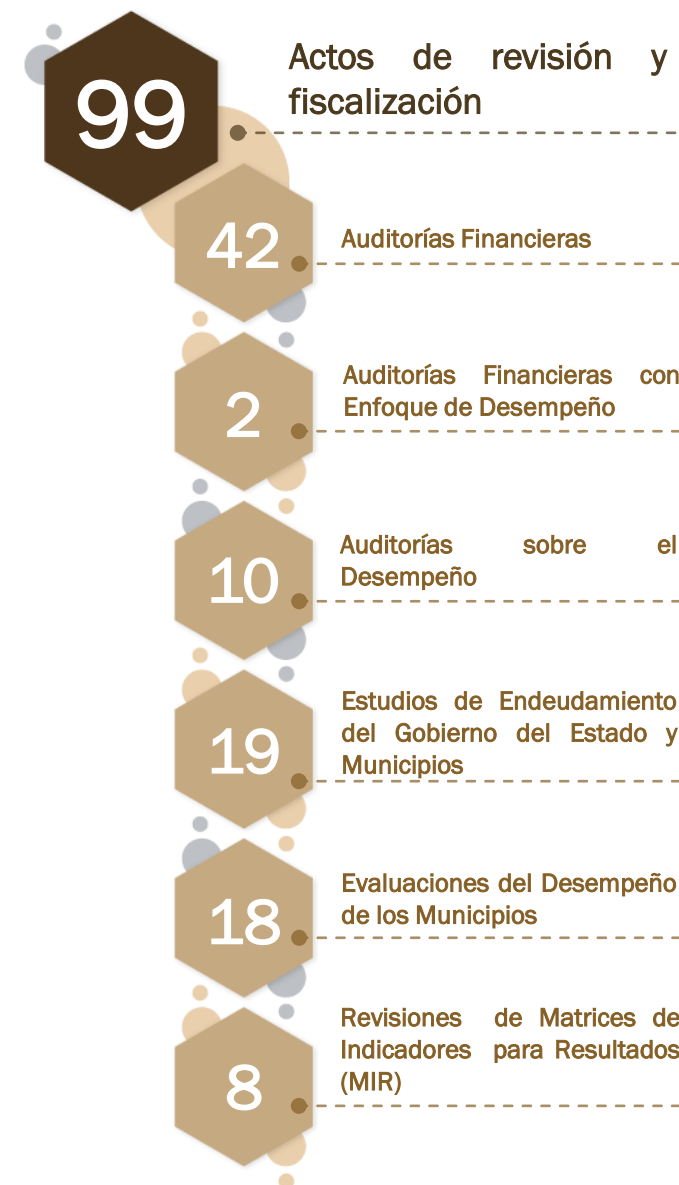 99
Actos de revisión y
fiscalización
42
Auditorías Financieras
2
Auditorías Financieras con
Enfoque de Desempeño
10
Auditorías sobre el
Desempeño
19
Estudios de Endeudamiento
del Gobierno del Estado y
Municipios
18
Evaluaciones del Desempeño
de los Municipios
8
Revisiones de Matrices de
Indicadores para Resultados
(MIR)